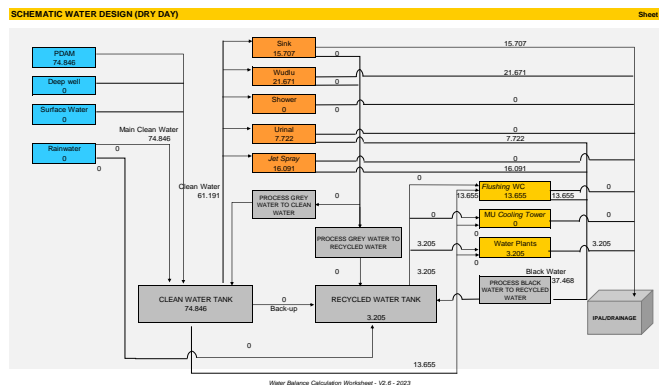 SCHEMATIC WATER DESIGN (DRY DAY)
Sheet
PDAM
74.846
Deep well
0
Surface Water
0
Rainwater
0
0
0
Main Clean Water
74.846
Clean Water
61.191
Sink
15.707
0
15.707
Wudlu
21.671
0
21.671
Shower
0
0
Urinal
7.722
0
7.722
Jet Spray
16.091
0
16.091
0
Flushing WC
13.655
13.655
13.655
0
MU Cooling Tower
0
0
0
0
Water Plants
3.205
3.205
3.205
0
3.205
PROCESS GREY
WATER TO CLEAN
WATER
0
PROCESS GREY
WATER TO
RECYCLED WATER
0
Black Water
37.468
PROCESS BLACK
WATER TO RECYCLED
WATER
CLEAN WATER TANK
74.846
0
Back-up
RECYCLED WATER TANK
3.205
IPAL/DRAINAGE
0
13.655
Water Balance Calculation Worksheet - V2.6 - 2023